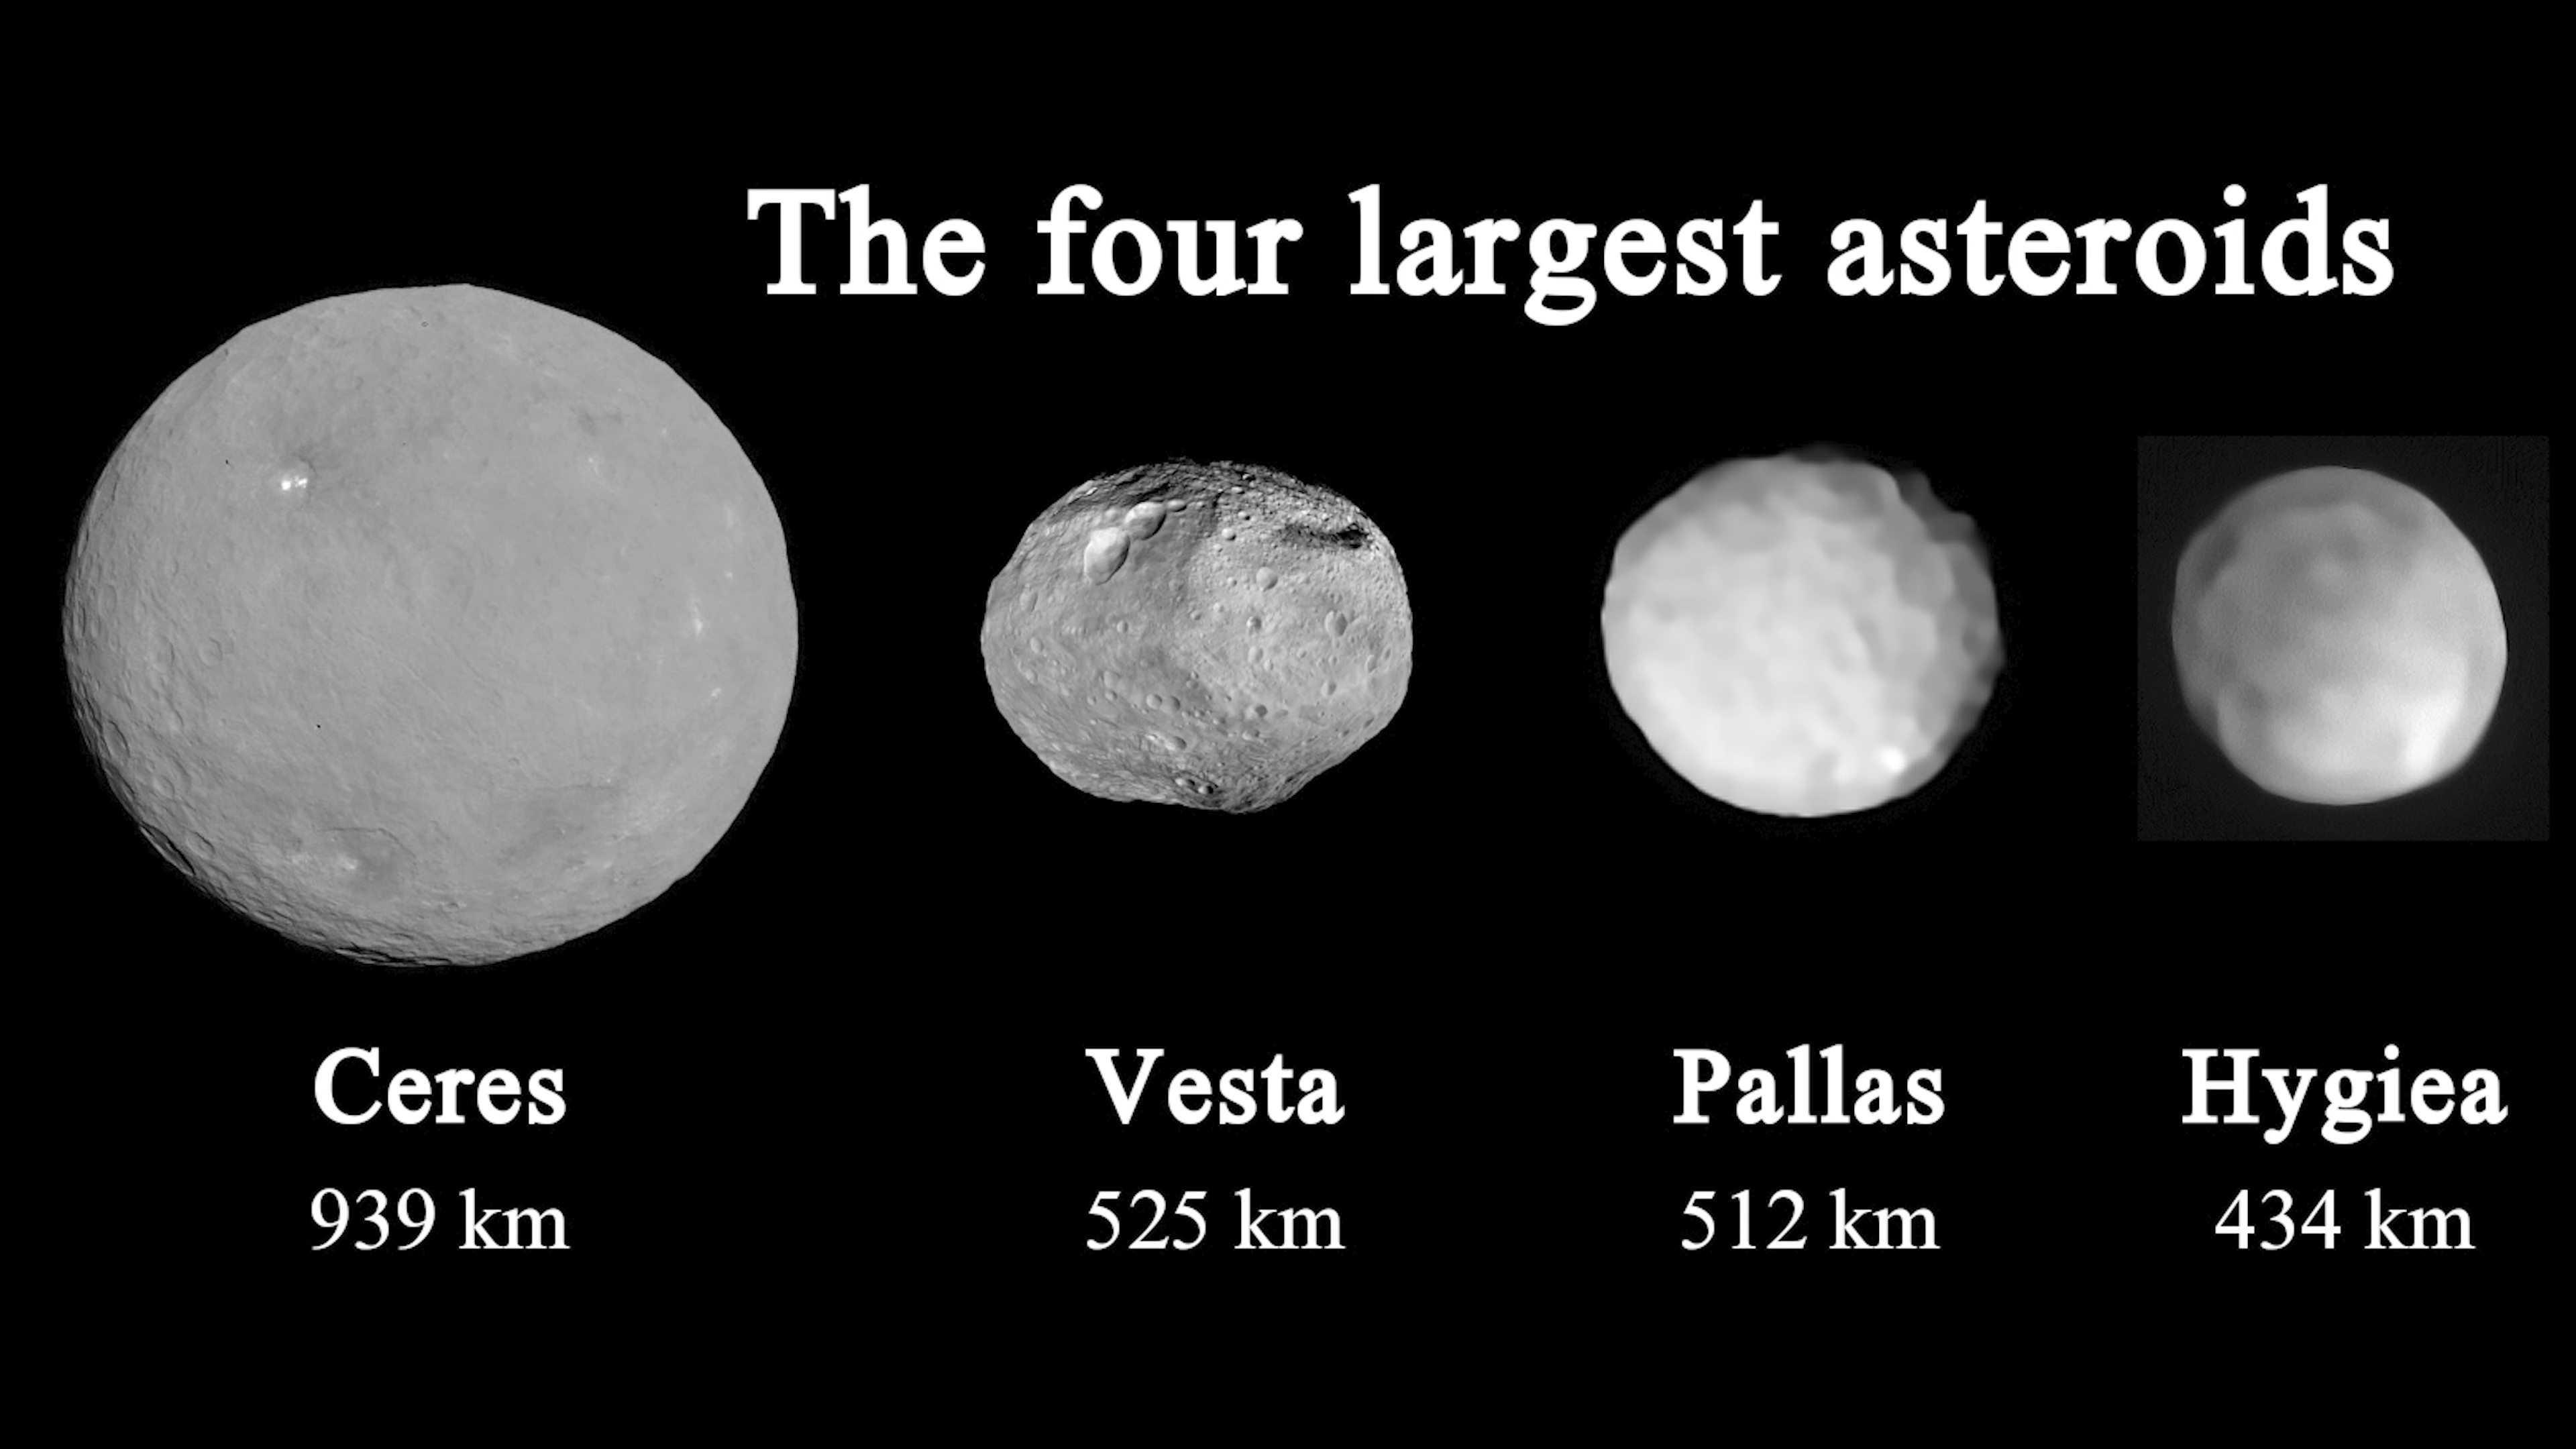 The four largest asteroids
Ceres
939 km
Vesta
525 km
Pallas
512 km
Hygiea
434 km